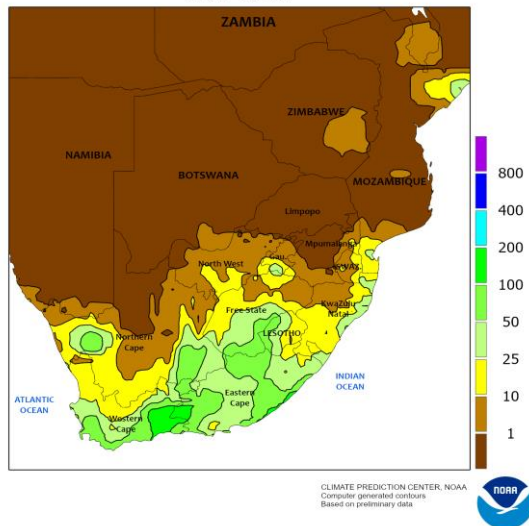 ZAMBIA
ZIMBABWE
NAMIBIA
BOTSWANA
MOZAMBIQUE
Limpopo
Mpumalanga
North West
Gau
Free State
KwaZulu
Natal
LESOTHO
Northern
Cape
Eastern
Cape
Western
Cape
ATLANTIC
OCEAN
INDIAN
OCEAN
800
400
200
100
50
25
10
1
CLIMATE PREDICTION CENTER, NOAA
Computer generated contours
Based on preliminary data
NOAA